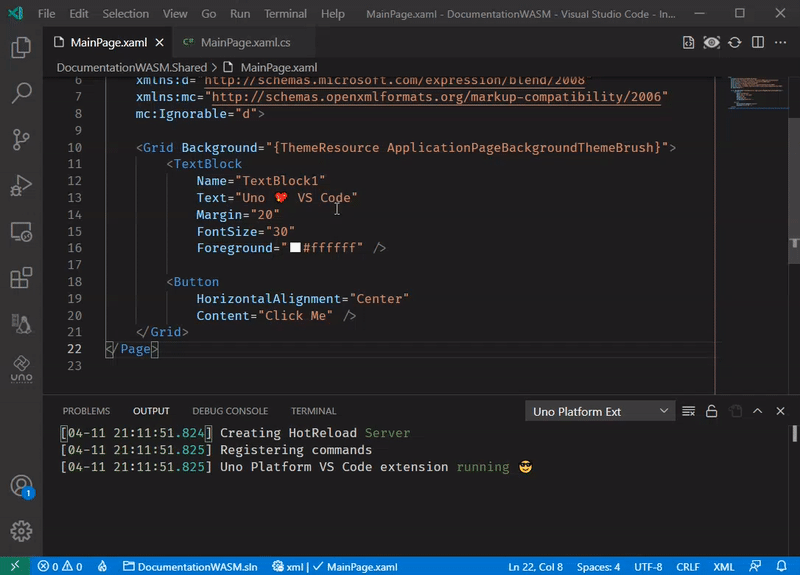 File Edit Selection View Go Run Terminal Help MainPage.xaml - DocumentationWASM - Visual Studio Code - In...
MainPage.xaml MainPage.xaml.cs
DocumentationWASM.Shared > MainPage.xaml
6 xmlns:d="http://schemas.microsoft.com/expression/blend/2008"
7 xmlns:mc="http://schemas.openxmlformats.org/markup-compatibility/2006"
8 mc:Ignorable="d">
9
10 <Grid Background="{ThemeResource ApplicationPageBackgroundThemeBrush}">
11 <TextBlock
12 Name="TextBlock1"
13 Text="Uno 💖 VS Code"
14 Margin="20"
15 FontSize="30"
16 Foreground="#ffffff" />
17
18 <Button
19 HorizontalAlignment="Center"
20 Content="Click Me" />
21 </Grid>
22 </Page>
23
uno
PROBLEMS OUTPUT DEBUG CONSOLE TERMINAL Uno Platform Ext
[04-11 21:11:51.824] Creating HotReload Server
[04-11 21:11:51.825] Registering commands
[04-11 21:11:51.825] Uno Platform VS Code extension running 😎
1
0 0 DocumentationWASM.sln xml | MainPage.xaml Ln 22, Col 8 Spaces: 4 UTF-8 CRLF XML